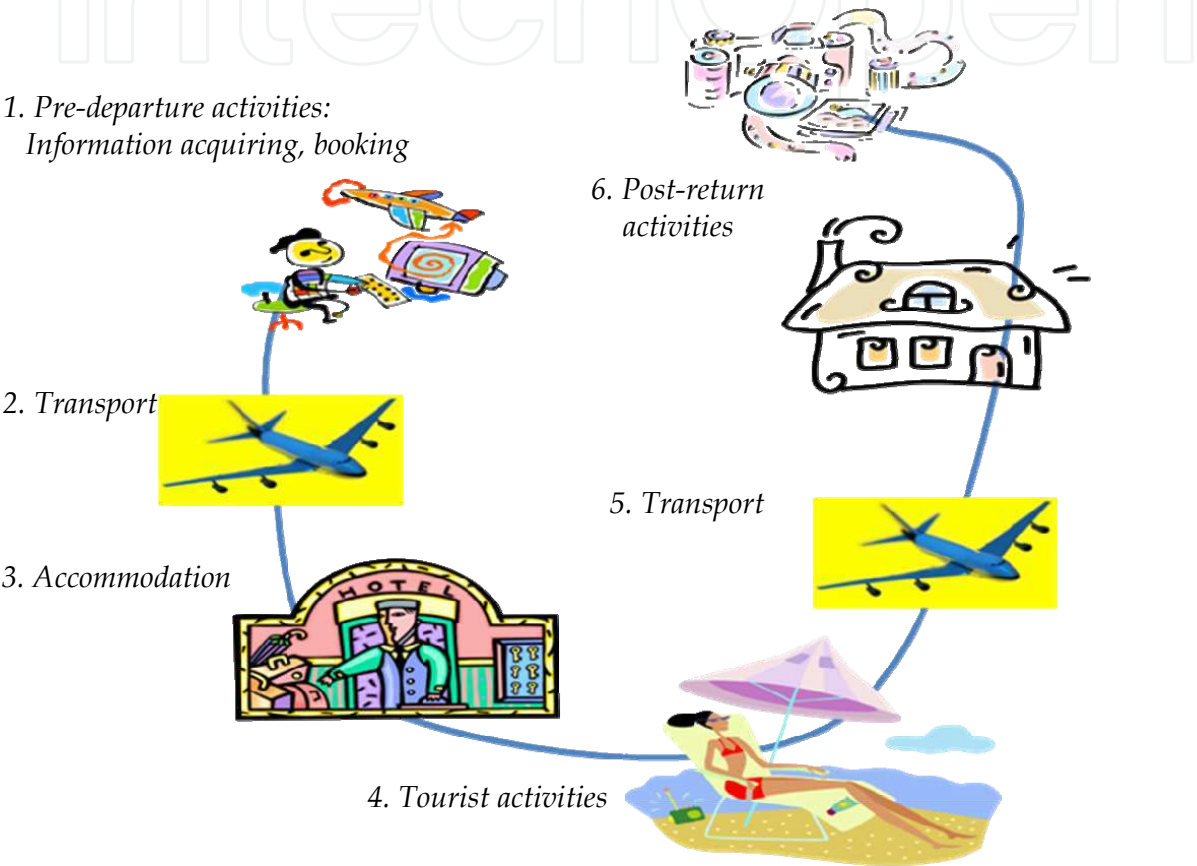 intechopen
1. Pre-departure activities:
Information acquiring, booking
6. Post-return
activities
2. Transport
5. Transport
3. Accommodation
HOTEL
4. Tourist activities